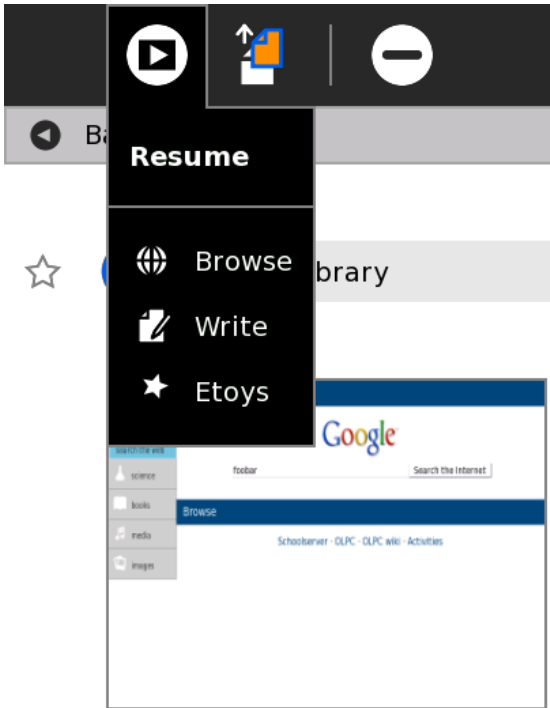 Resume
Browse
brary
Write
Etoys
Search the web
Google
science
foobar
Search the Internet
books
Browse
media
Schoolserver - OLPC - OLPC wiki - Activities
images